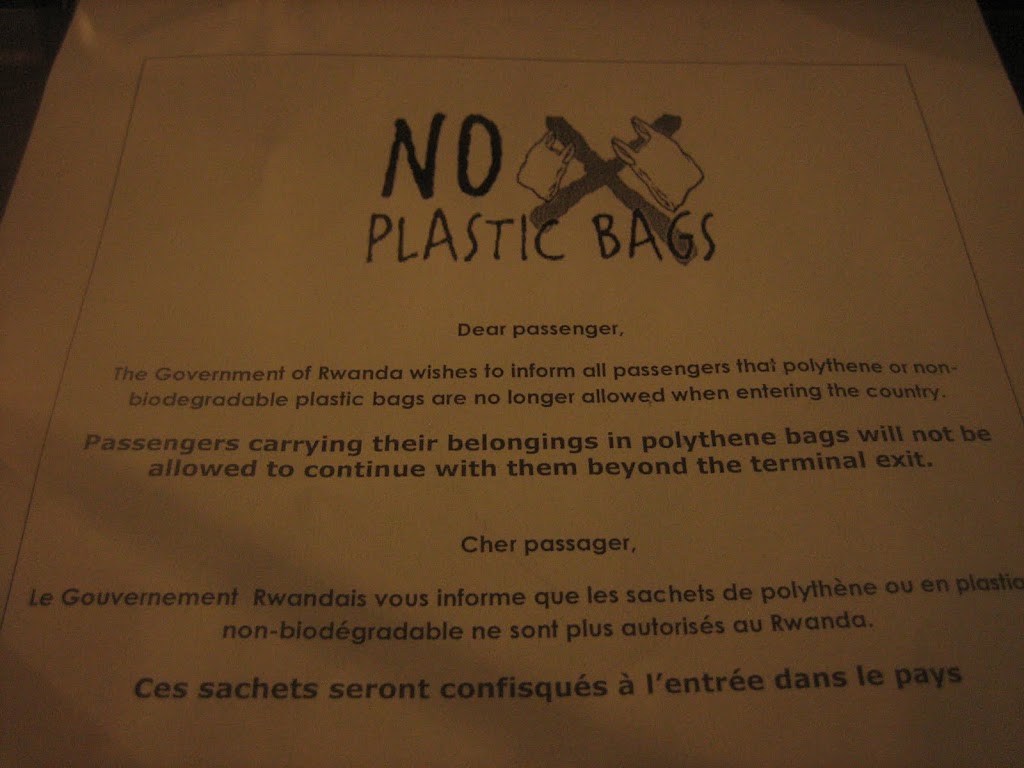 NO
PLASTIC BAGS
Dear passenger,
The Government of Rwanda wishes to inform all passengers that polythene or non-
biodegradable plastic bags are no longer allowed when entering the country.
Passengers carrying their belongings in polythene bags will not be
allowed to continue with them beyond the terminal exit.
Cher passager,
Le Gouvernement Rwandais vous informe que les sachets de polythène ou en plastic
non-biodégradable ne sont plus autorisés au Rwanda.
Ces sachets seront confisqués à l'entrée dans le pays